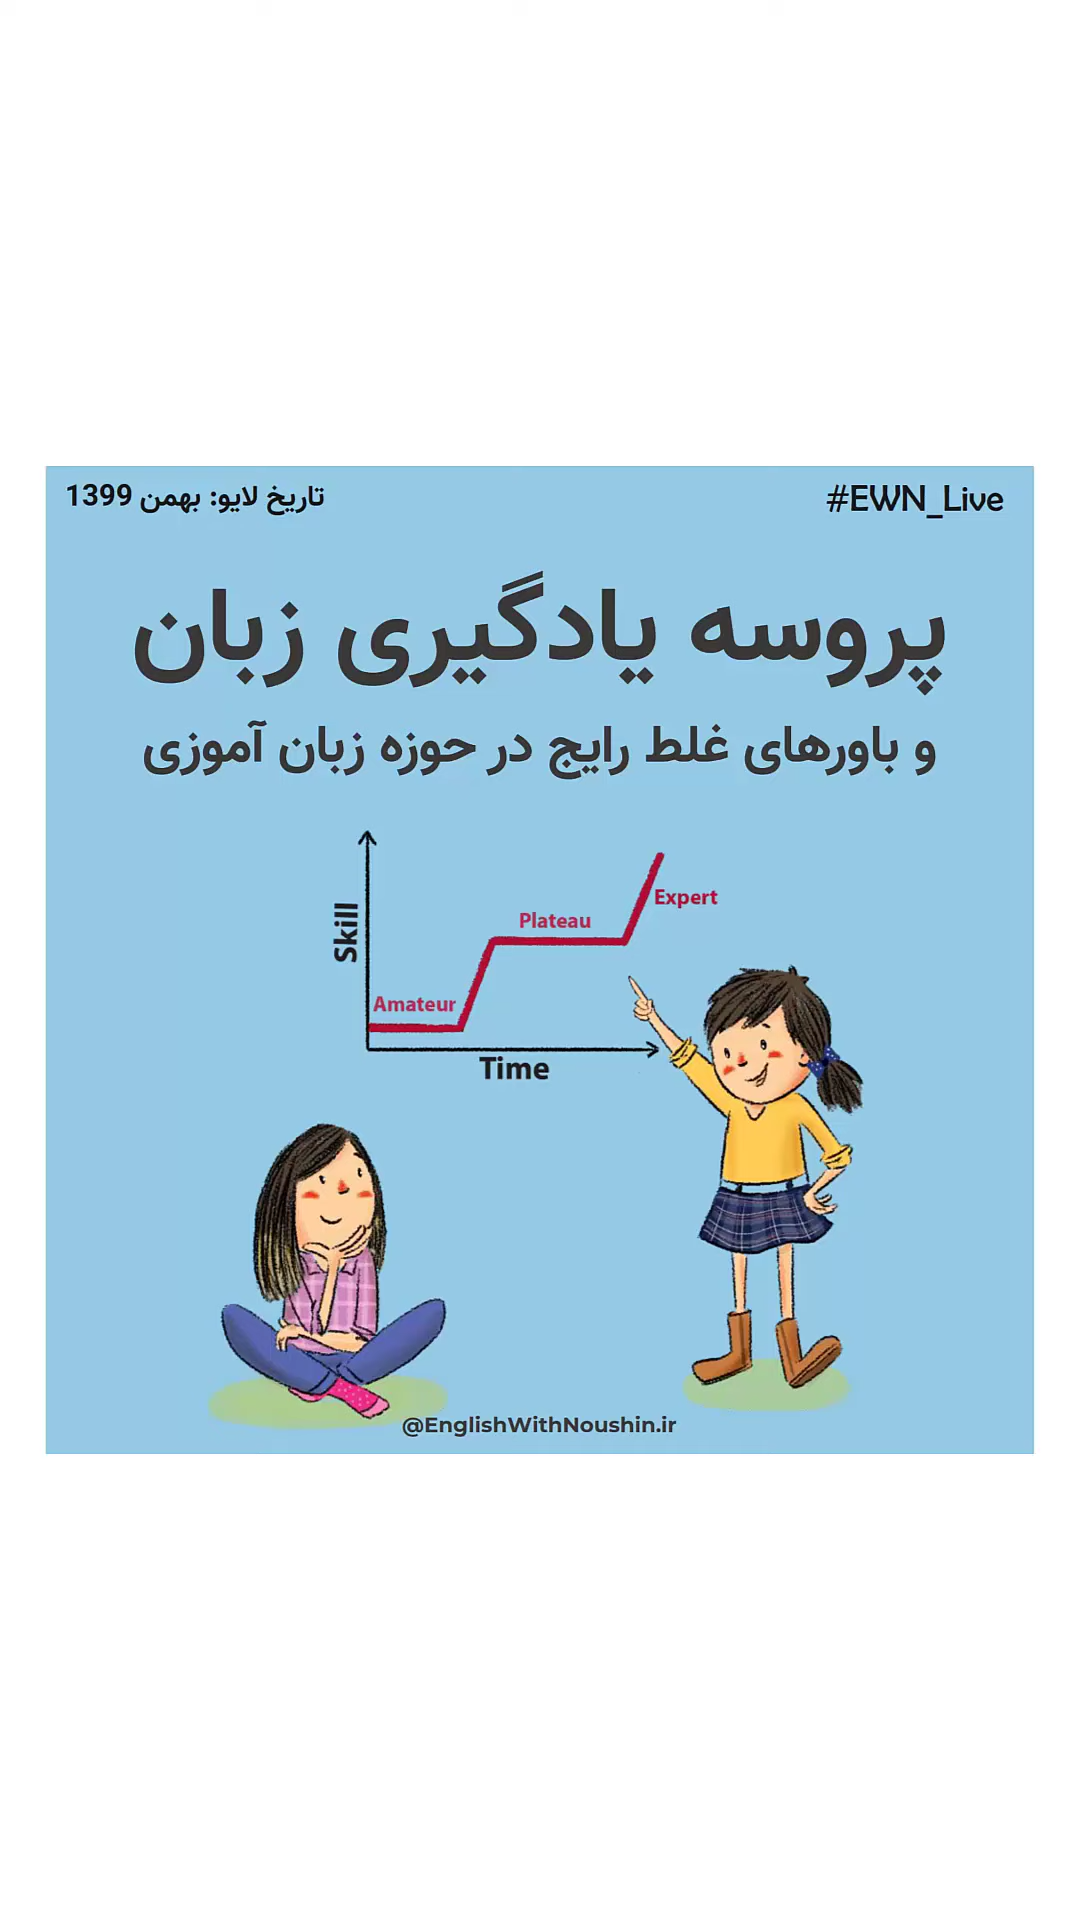 #EWN_Live
تاریخ لایو: بهمن 1399
پروسه یادگیری زبان
و باورهای غلط رایج در حوزه زبان آموزی
Skill
Expert
Plateau
Amateur
Time
@EnglishWithNoushin.ir